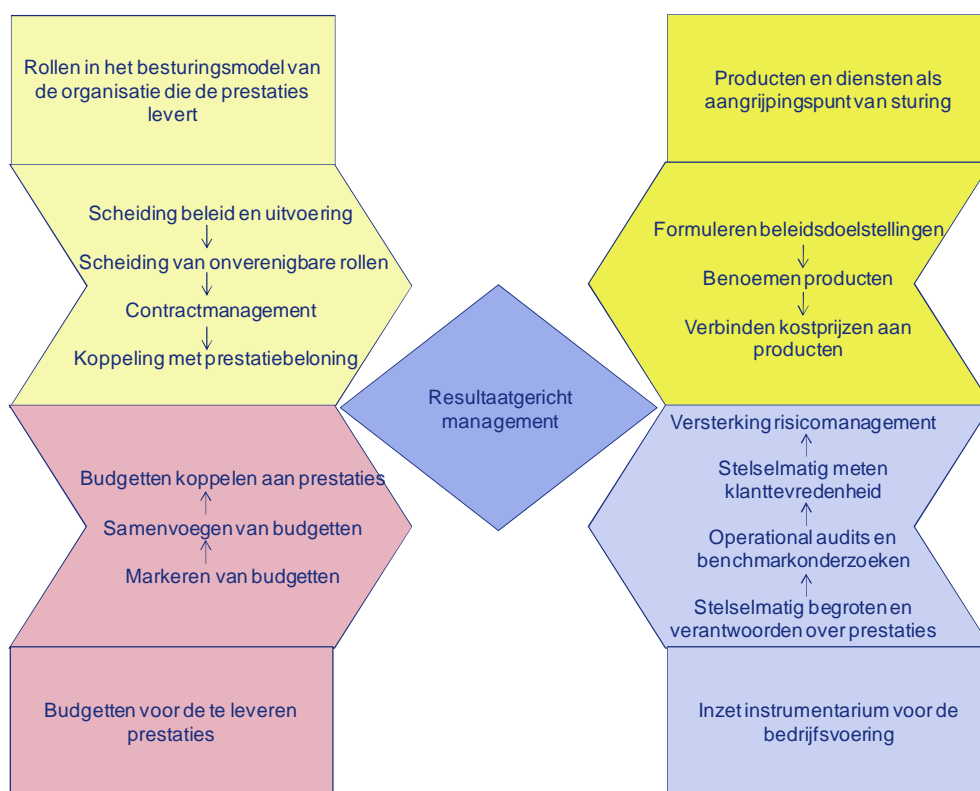 Rollen in het besturingsmodel van
de organisatie die de prestaties
levert
Producten en diensten als
aangrijpingspunt van sturing
Scheiding beleid en uitvoering
Scheiding van onverenigbare rollen
Contractmanagement
Koppeling met prestatiebeloning
Formuleren beleidsdoelstellingen
Benoemen producten
Verbinden kostprijzen aan
producten
Resultaatgericht
management
Budgetten koppelen aan prestaties
Samenvoegen van budgetten
Markeren van budgetten
Versterking risicomanagement
Stelselmatig meten
klanttevredenheid
Operational audits en
benchmarkonderzoeken
Stelselmatig begroten en
verantwoorden over prestaties
Budgetten voor de te leveren
prestaties
Inzet instrumentarium voor de
bedrijfsvoering